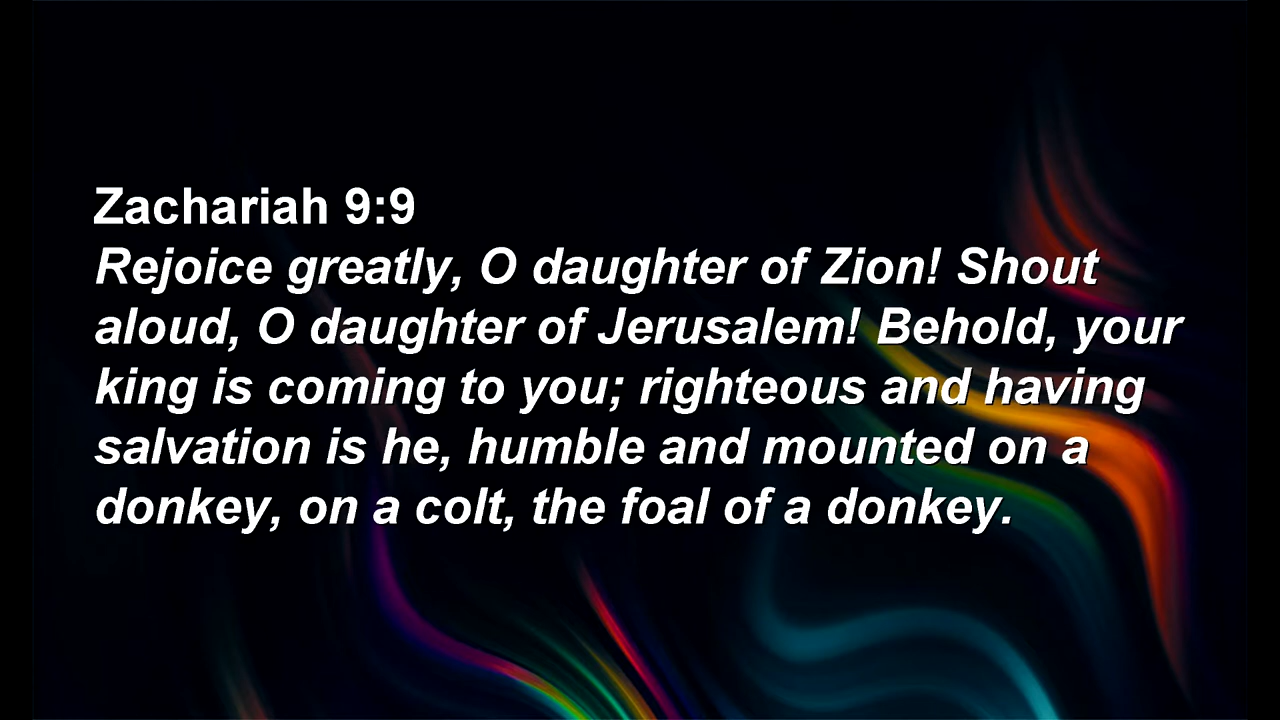 Zachariah 9:9
Rejoice greatly, O daughter of Zion! Shout
aloud, O daughter of Jerusalem! Behold, your
king is coming to you; righteous and having
salvation is he, humble and mounted on a
donkey, on a colt, the foal of a donkey.